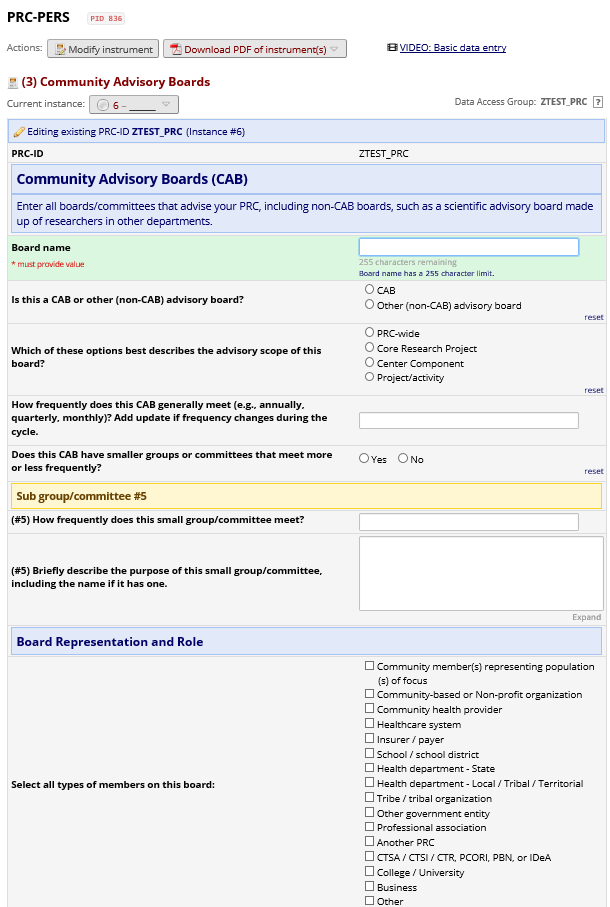 PRC-PERS PID 836
Actions: Modify instrument Download PDF of instrument(s) VIDEO: Basic data entry
(3) Community Advisory Boards
Current instance: 6 – _____ Data Access Group: ZTEST_PRC ?
Editing existing PRC-ID ZTEST_PRC (Instance #6)
PRC-ID ZTEST_PRC
Community Advisory Boards (CAB)
Enter all boards/committees that advise your PRC, including non-CAB boards, such as a scientific advisory board made
up of researchers in other departments.
Board name
* must provide value
255 characters remaining
Board name has a 255 character limit.
Is this a CAB or other (non-CAB) advisory board?
CAB
Other (non-CAB) advisory board
reset
Which of these options best describes the advisory scope of this
board?
PRC-wide
Core Research Project
Center Component
Project/activity
reset
How frequently does this CAB generally meet (e.g., annually,
quarterly, monthly)? Add update if frequency changes during the
cycle.
Does this CAB have smaller groups or committees that meet more
or less frequently?
Yes No
reset
Sub group/committee #5
(#5) How frequently does this small group/committee meet?
(#5) Briefly describe the purpose of this small group/committee,
including the name if it has one.
Expand
Board Representation and Role
Select all types of members on this board:
Community member(s) representing population
(s) of focus
Community-based or Non-profit organization
Community health provider
Healthcare system
Insurer / payer
School / school district
Health department - State
Health department - Local / Tribal / Territorial
Tribe / tribal organization
Other government entity
Professional association
Another PRC
CTSA / CTSI / CTR, PCORI, PBN, or IDeA
College / University
Business
Other